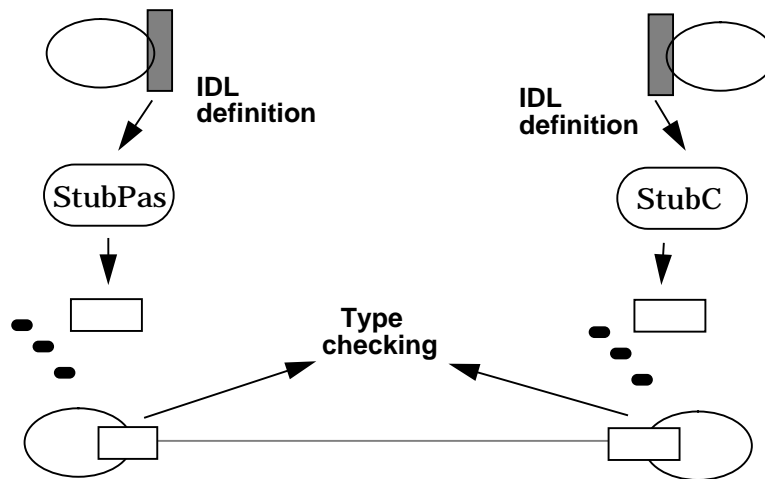 IDL
definition
IDL
definition
StubPas
StubC
Type
checking